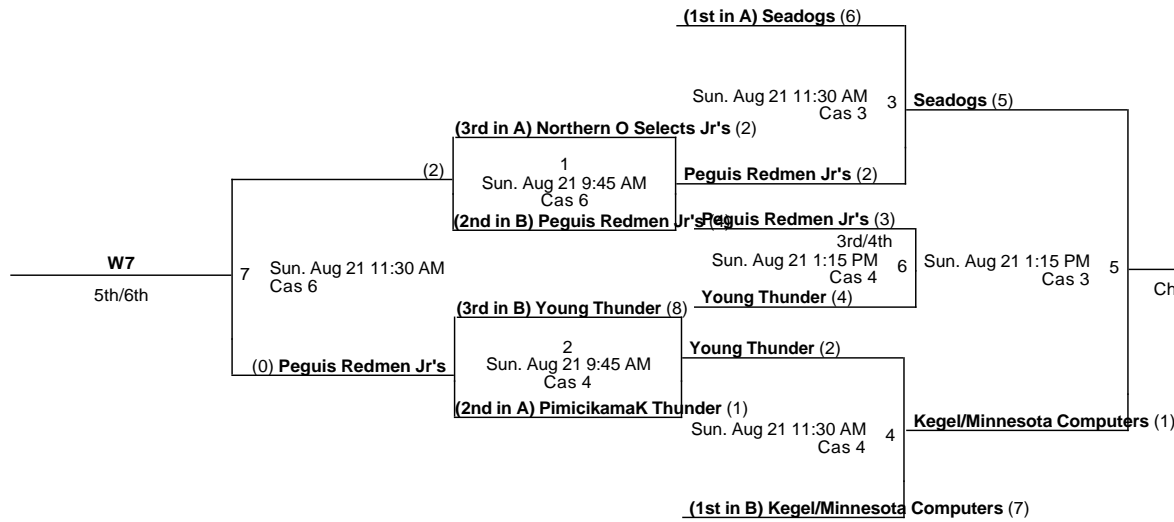 (1st in A) Seadogs (6)
Sun. Aug 21 11:30 AM
Cas 3
3
Seadogs (5)
(3rd in A) Northern O Selects Jr's (2)
(2)
1
Sun. Aug 21 9:45 AM
Cas 6
Peguis Redmen Jr's (2)
(2nd in B) Peguis Redmen Jr's (4)
Peguis Redmen Jr's (3)
3rd/4th
Sun. Aug 21 1:15 PM
Cas 4
6
Sun. Aug 21 1:15 PM
Cas 3
5
W7
5th/6th
7
Sun. Aug 21 11:30 AM
Cas 6
Ch
Young Thunder (4)
(3rd in B) Young Thunder (8)
2
Sun. Aug 21 9:45 AM
Cas 4
Young Thunder (2)
(0) Peguis Redmen Jr's
(2nd in A) PimicikamaK Thunder (1)
Sun. Aug 21 11:30 AM
Cas 4
4
Kegel/Minnesota Computers (1)
(1st in B) Kegel/Minnesota Computers (7)